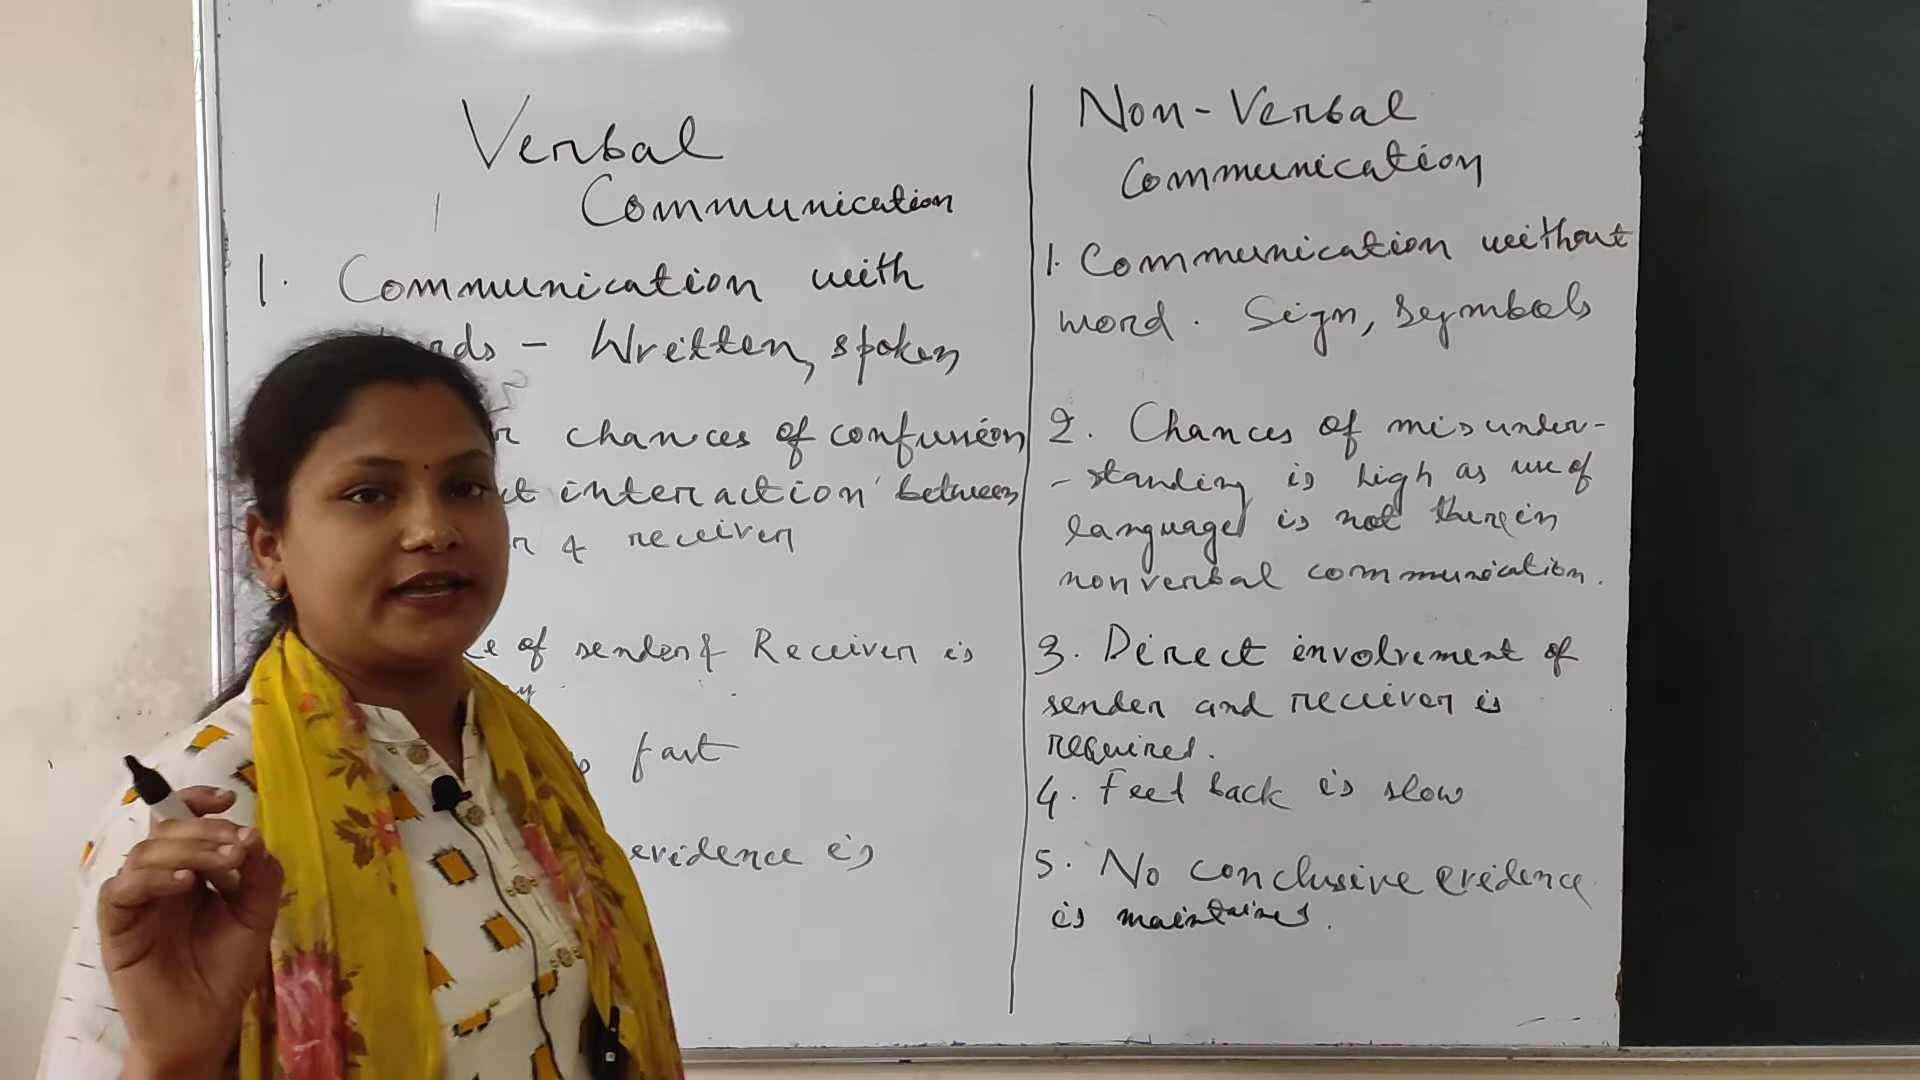 Verbal
Communication
1. Communication with
- Written, spoken
chances of confusion
interaction between
& receiver
of sender & Receiver is
fast
evidence is
Non-Verbal
Communication
1. Communication without
word. Sign, Symbols
2. Chances of misunder-
-standing is high as use of
language is not there in
nonverbal communication.
3. Direct involvement of
sender and receiver is
required.
4. Feed back is slow
5. No conclusive evidence
is maintained.